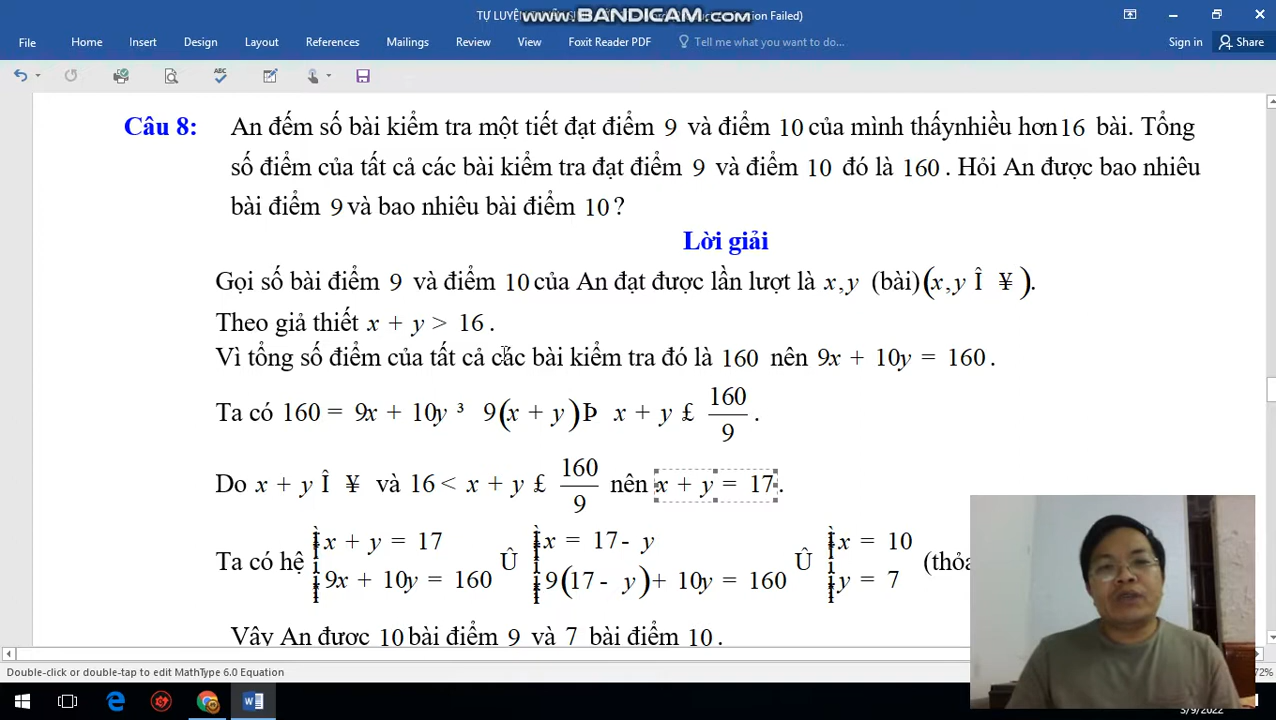 TỰ LUYỆN
www.BANDICAM.com
ion Failed)
File Home Insert Design Layout References Mailings Review View Foxit Reader PDF Tell me what you want to do... Sign in Share
ABC
Câu 8: An đếm số bài kiểm tra một tiết đạt điểm 9 và điểm 10 của mình thấynhiều hơn16 bài. Tổng
số điểm của tất cả các bài kiểm tra đạt điểm 9 và điểm 10 đó là 160. Hỏi An được bao nhiêu
bài điểm 9 và bao nhiêu bài điểm 10?
Lời giải
Gọi số bài điểm 9 và điểm 10 của An đạt được lần lượt là x, y (bài)(x, y Î ¥ ).
Theo giả thiết x + y > 16.
Vì tổng số điểm của tất cả các bài kiểm tra đó là 160 nên 9x + 10y = 160.
Ta có 160 = 9x + 10y ³ 9(x + y) Þ x + y £ 160/9.
Do x + y Î ¥ và 16 < x + y £ 160/9 nên x + y = 17.
Ta có hệ
ì x + y = 17
í 9x + 10y = 160
Û
ì x = 17 - y
í 9(17 - y) + 10y = 160
Û
ì x = 10
í y = 7
(thỏa
Vậy An được 10 bài điểm 9 và 7 bài điểm 10.
Double-click or double-tap to edit MathType 6.0 Equation
72%
3/9/2022